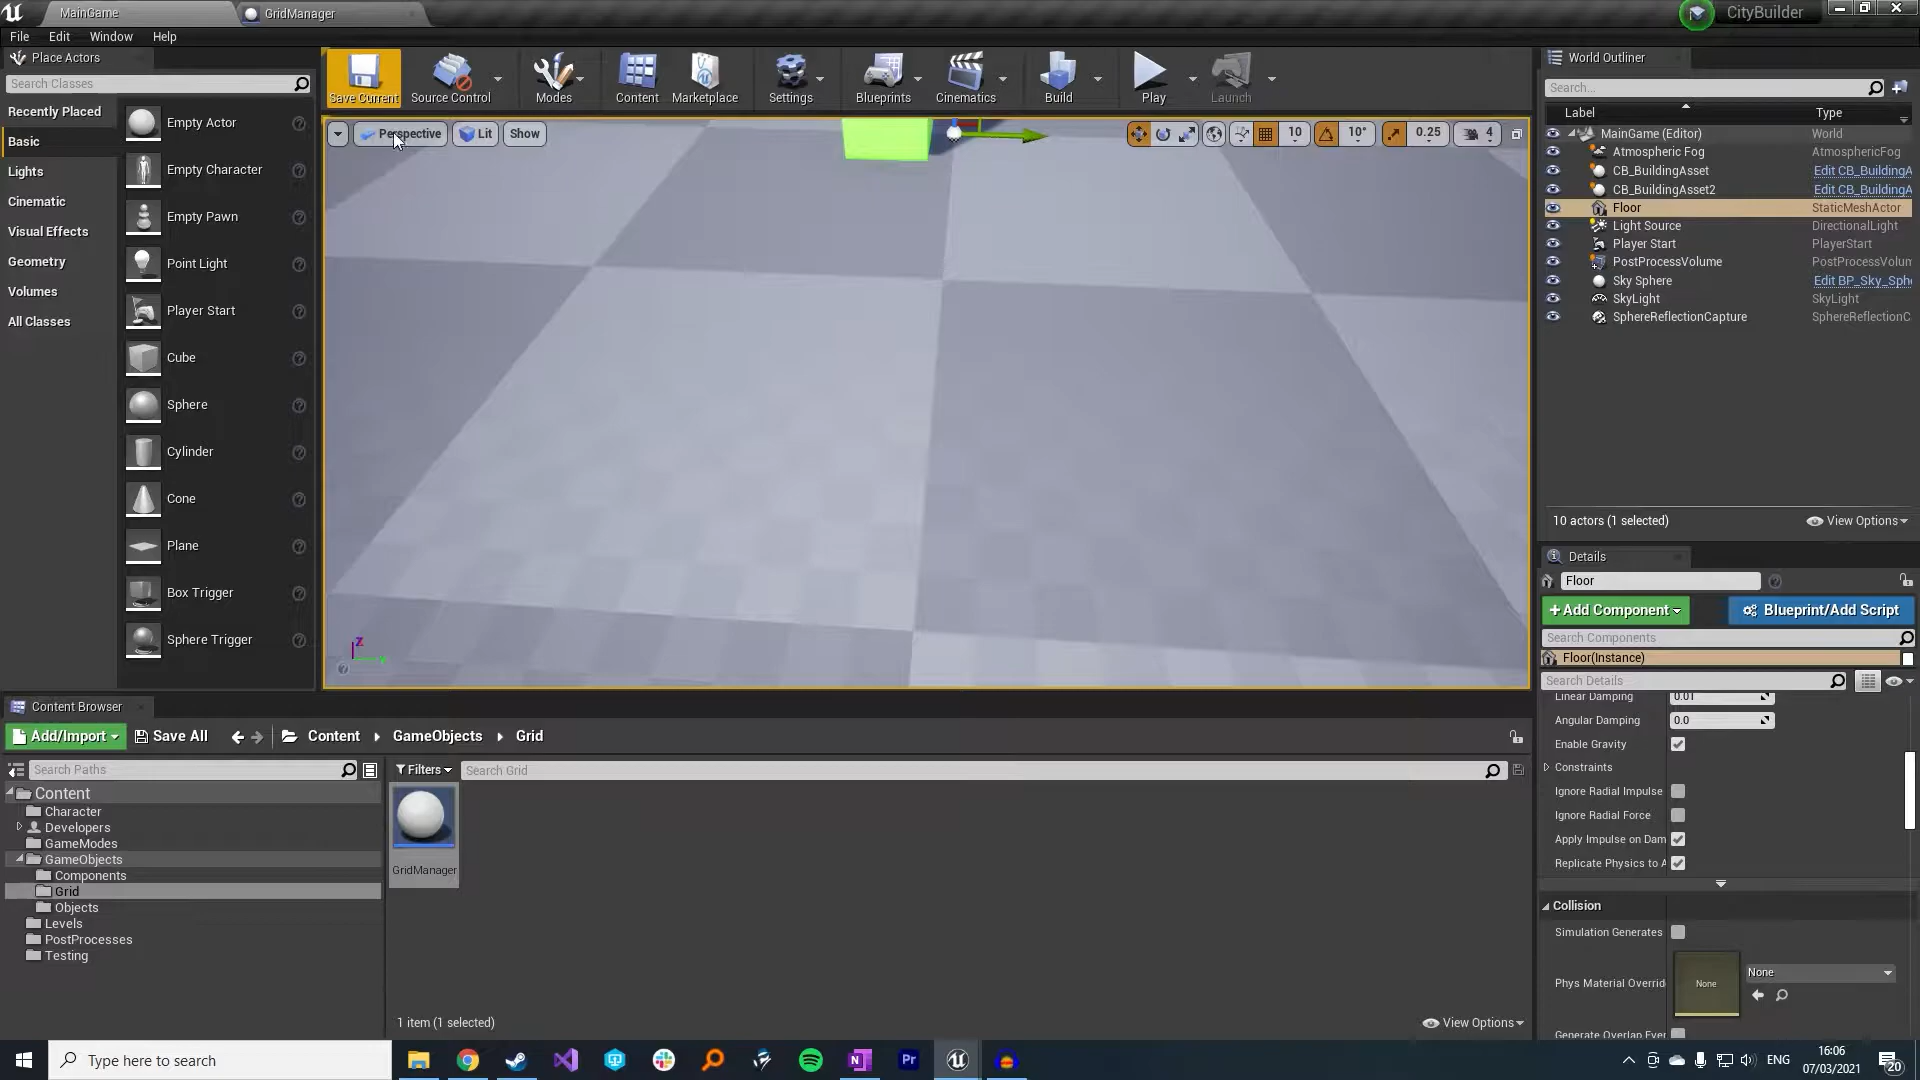 MainGame
GridManager
CityBuilder
File Edit Window Help
Place Actors
Search Classes
Recently Placed
Basic
Lights
Cinematic
Visual Effects
Geometry
Volumes
All Classes
Empty Actor
Empty Character
Empty Pawn
Point Light
Player Start
Cube
Sphere
Cylinder
Cone
Plane
Box Trigger
Sphere Trigger
Save Current Source Control Modes Content Marketplace Settings Blueprints Cinematics Build Play Launch
Perspective Lit Show 10 10° 0.25 4
Z
Y
World Outliner
Search...
Label Type
MainGame (Editor) World
Atmospheric Fog AtmosphericFog
CB_BuildingAsset Edit CB_BuildingA
CB_BuildingAsset2 Edit CB_BuildingA
Floor StaticMeshActor
Light Source DirectionalLight
Player Start PlayerStart
PostProcessVolume PostProcessVolum
Sky Sphere Edit BP_Sky_Sph
SkyLight SkyLight
SphereReflectionCapture SphereReflectionC
10 actors (1 selected) View Options
Details
Floor
+Add Component Blueprint/Add Script
Search Components
Floor(Instance)
Search Details
Linear Damping 0.01
Angular Damping 0.0
Enable Gravity
Constraints
Ignore Radial Impulse
Ignore Radial Force
Apply Impulse on Dam
Replicate Physics to A
Collision
Simulation Generates
Phys Material Overrid None None
Generate Overlap Eve
Content Browser
Add/Import Save All Content GameObjects Grid
Search Paths
Filters Search Grid
Content
Character
Developers
GameModes
GameObjects
Components
Grid
Objects
Levels
PostProcesses
Testing
GridManager
1 item (1 selected) View Options
Type here to search
ENG
16:06
07/03/2021
20